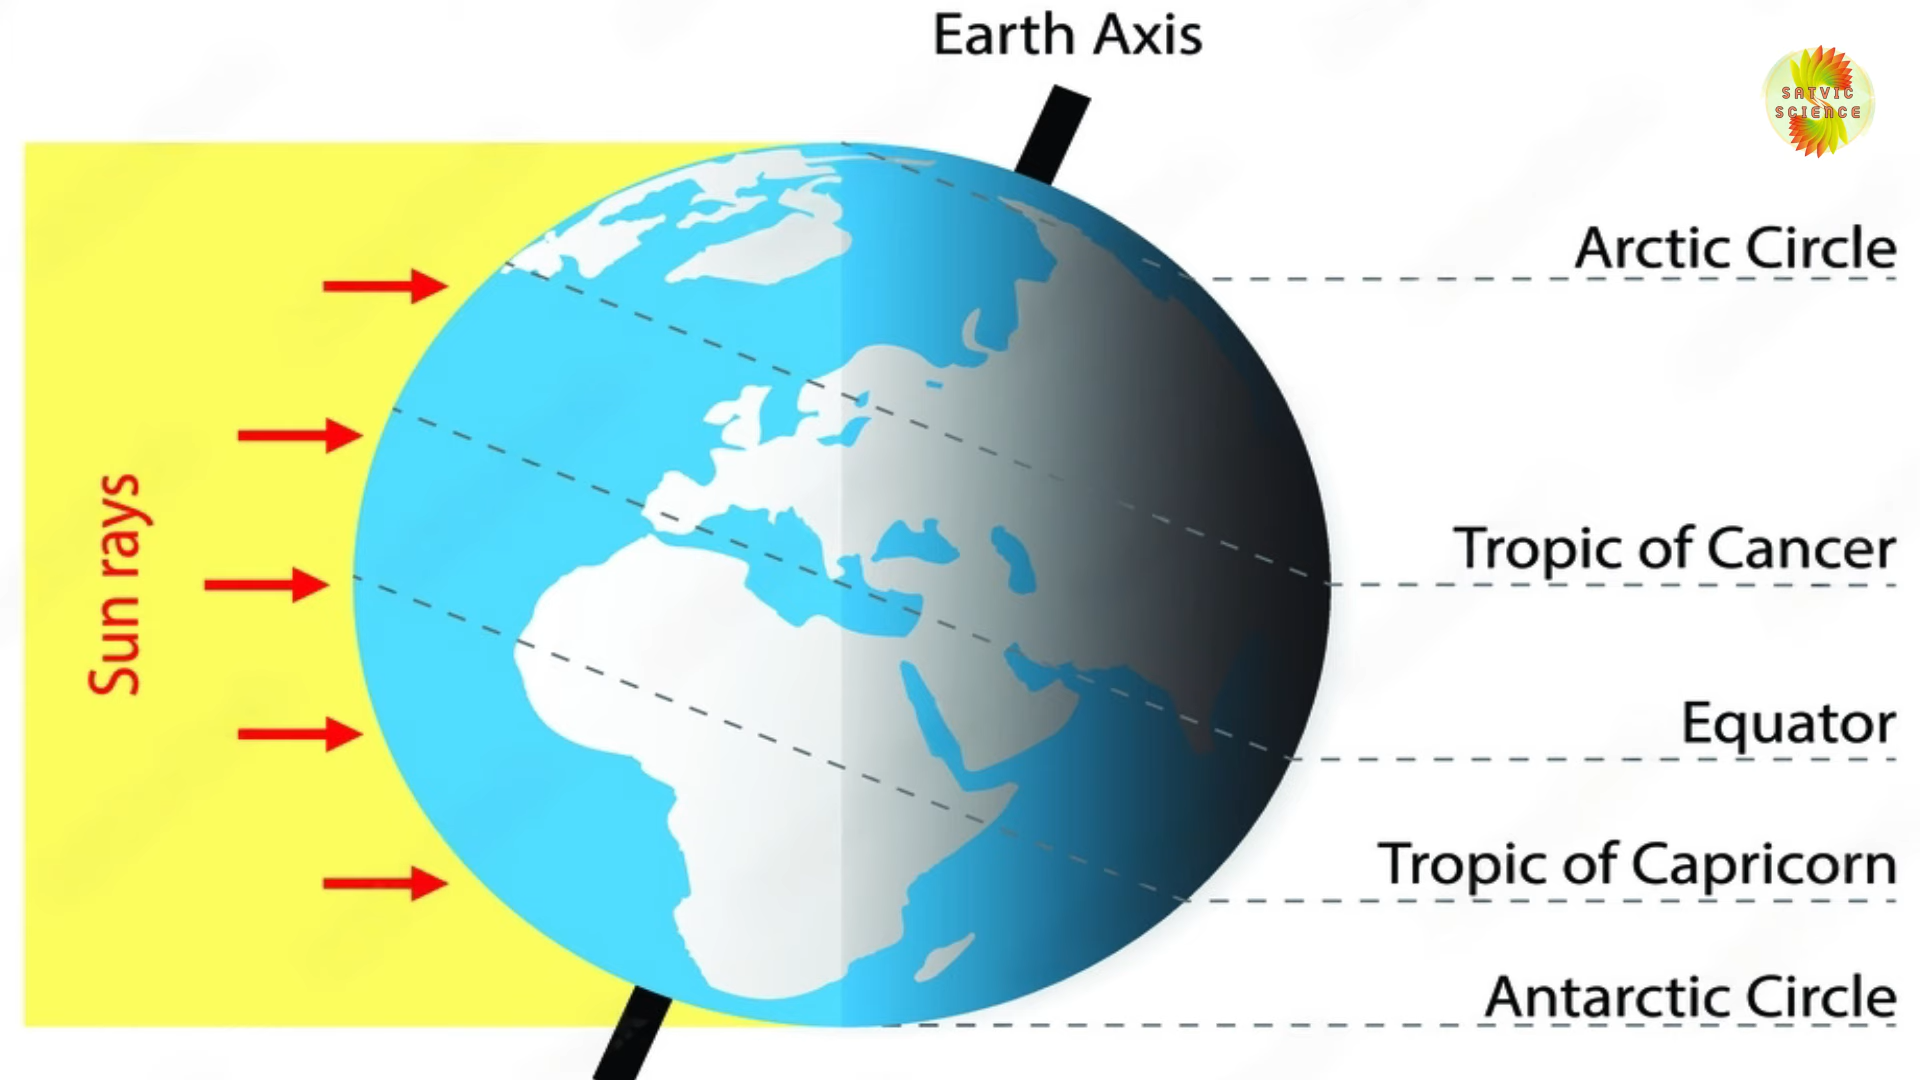 Earth Axis
SATVIC
SCIENCE
Arctic Circle
Sun rays
Tropic of Cancer
Equator
Tropic of Capricorn
Antarctic Circle